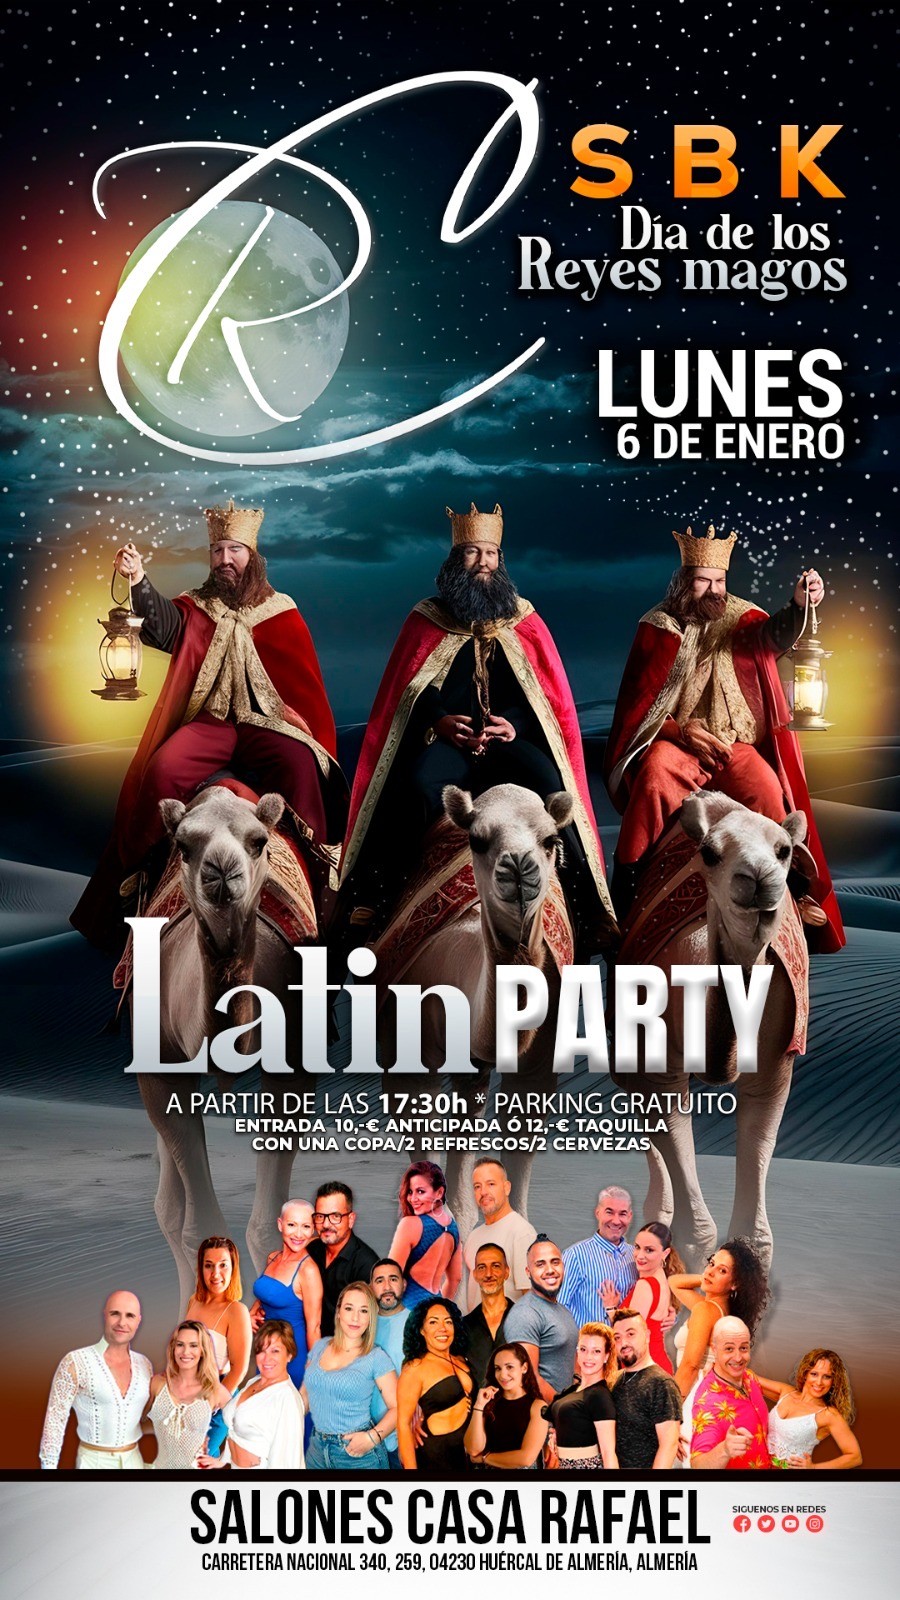 R
SBK
Día de los
Reyes magos
LUNES
6 DE ENERO
Latin PARTY
A PARTIR DE LAS 17:30h * PARKING GRATUITO
ENTRADA 10,-€ ANTICIPADA Ó 12,-€ TAQUILLA
CON UNA COPA/2 REFRESCOS/2 CERVEZAS
SALONES CASA RAFAEL
CARRETERA NACIONAL 340, 259, 04230 HUÉRCAL DE ALMERÍA, ALMERÍA
SIGUENOS EN REDES